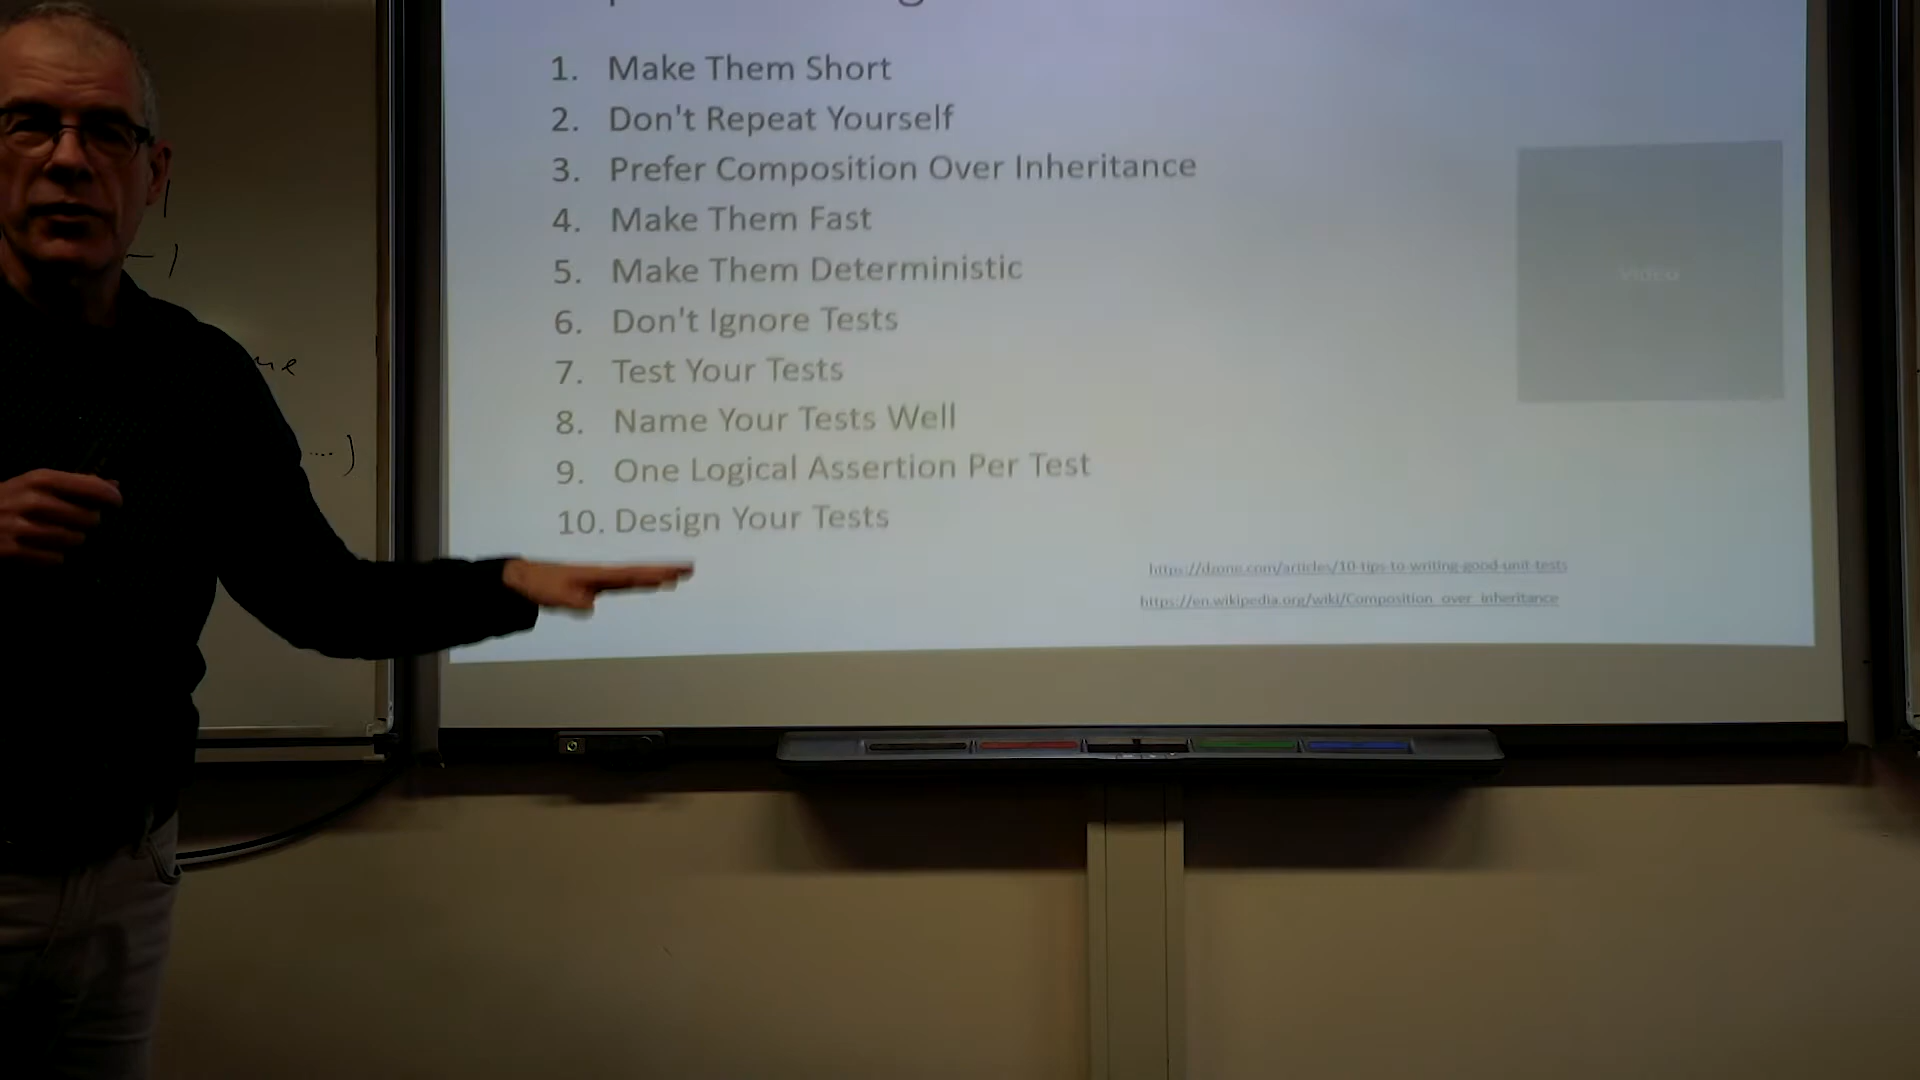 1. Make Them Short
2. Don't Repeat Yourself
3. Prefer Composition Over Inheritance
4. Make Them Fast
5. Make Them Deterministic
6. Don't Ignore Tests
7. Test Your Tests
8. Name Your Tests Well
9. One Logical Assertion Per Test
10. Design Your Tests
Video
https://dzone.com/articles/10-tips-to-writing-good-unit-tests
https://en.wikipedia.org/wiki/Composition_over_inheritance